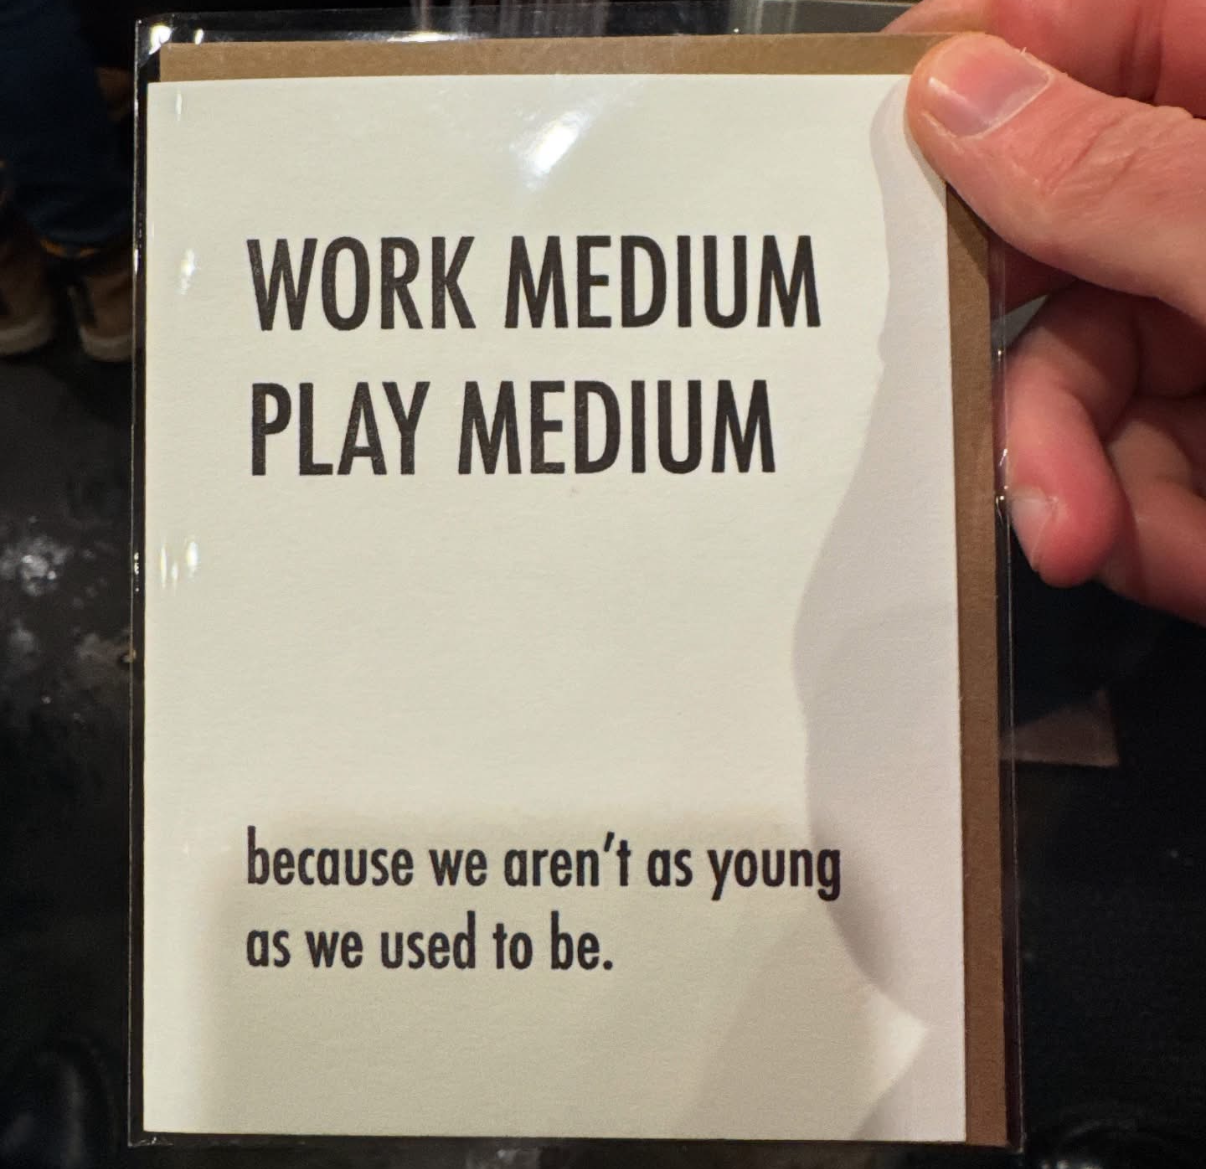 WORK MEDIUM
PLAY MEDIUM
because we aren't as young
as we used to be.